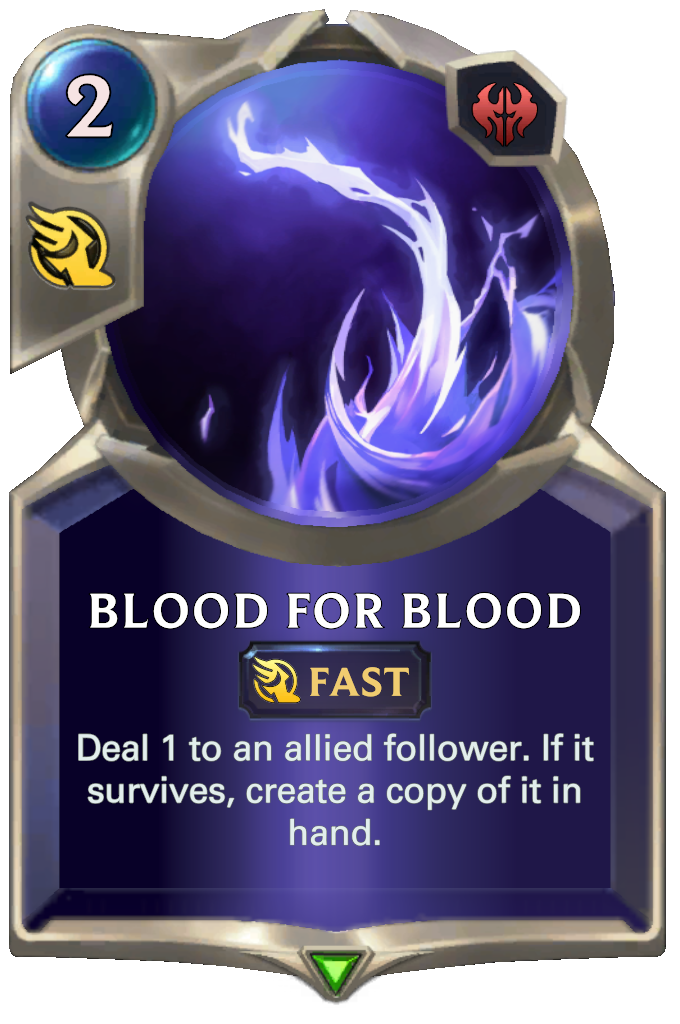 2
BLOOD FOR BLOOD
FAST
Deal 1 to an allied follower. If it
survives, create a copy of it in
hand.